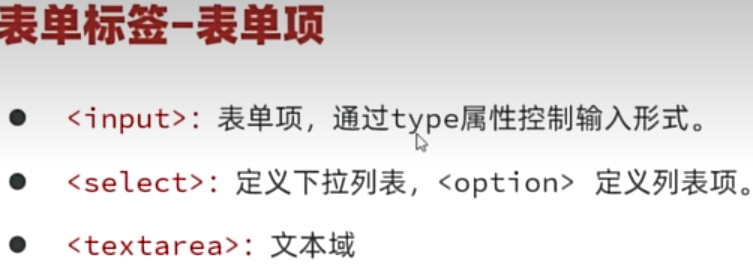 表单标签-表单项
● <input>：表单项，通过type属性控制输入形式。
● <select>：定义下拉列表，<option> 定义列表项。
● <textarea>：文本域